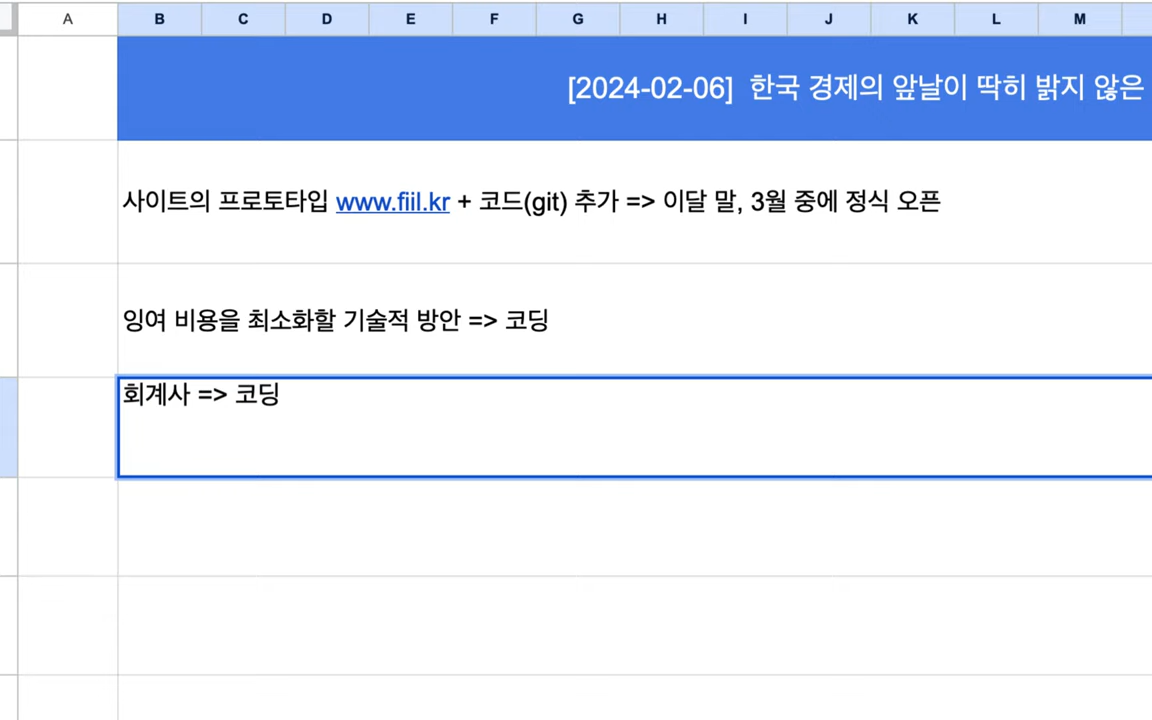 A B C D E F G H I J K L M
[2024-02-06] 한국 경제의 앞날이 딱히 밝지 않은
사이트의 프로토타입 www.fiil.kr + 코드(git) 추가 => 이달 말, 3월 중에 정식 오픈
잉여 비용을 최소화할 기술적 방안 => 코딩
회계사 => 코딩